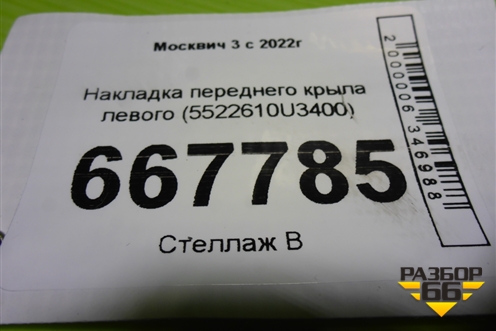 Москвич 3 с 2022г
Накладка переднего крыла
левого (5522610U3400)
667785
Стеллаж В
2000006346988
РАЗБОР
66